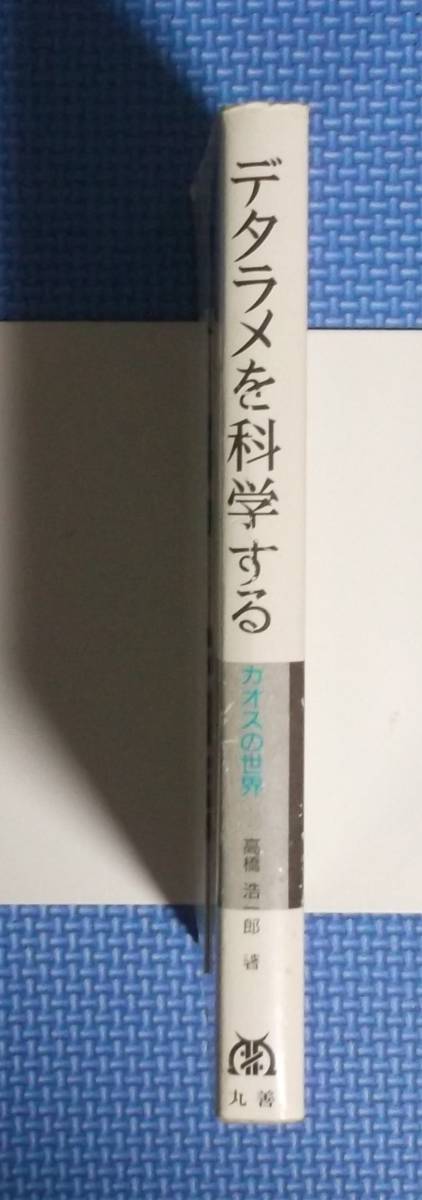 デタラメを科学する
カオスの世界
高橋 浩一郎 著
丸善